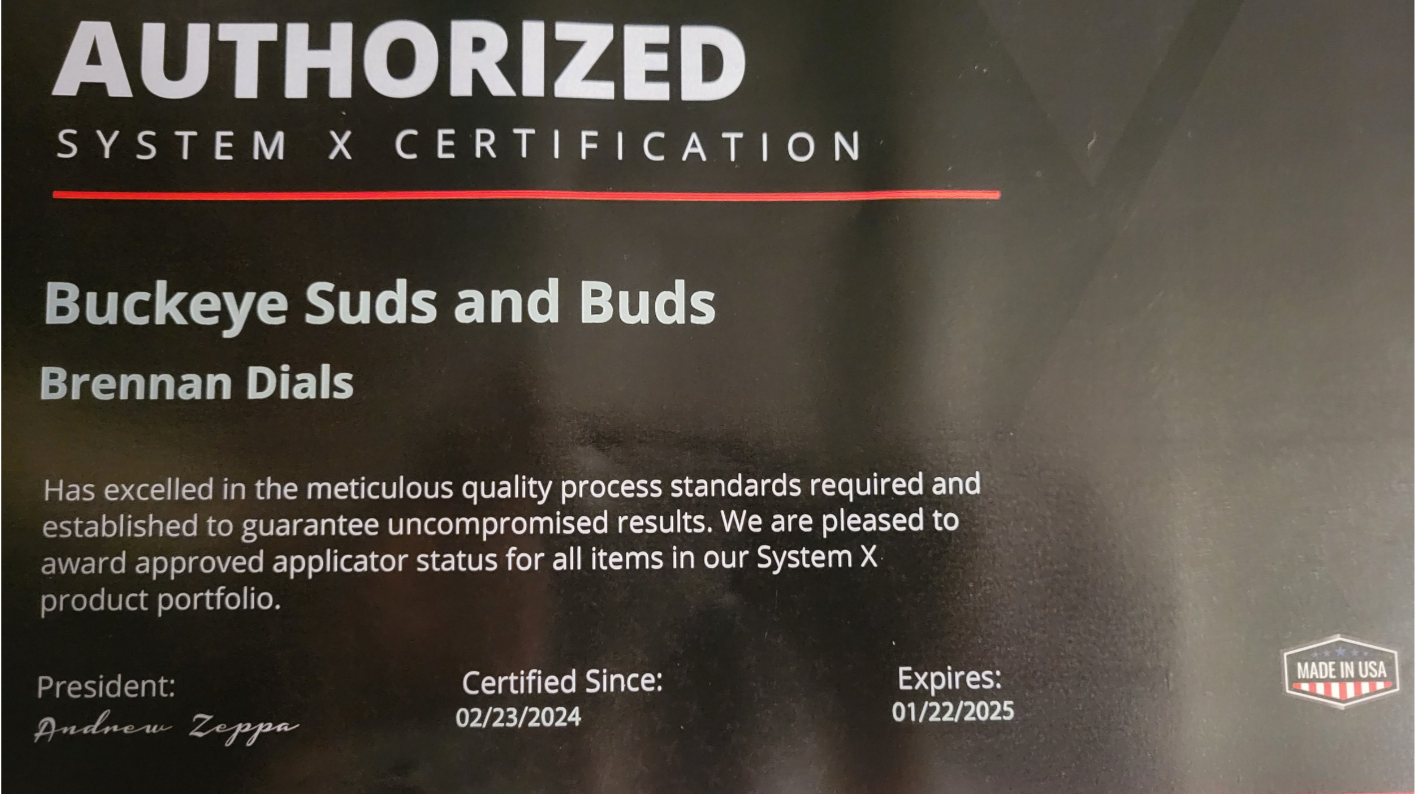 AUTHORIZED
SYSTEM X CERTIFICATION
Buckeye Suds and Buds
Brennan Dials
Has excelled in the meticulous quality process standards required and
established to guarantee uncompromised results. We are pleased to
award approved applicator status for all items in our System X
product portfolio.
President:
Andrew Zeppa
Certified Since:
02/23/2024
Expires:
01/22/2025
MADE IN USA